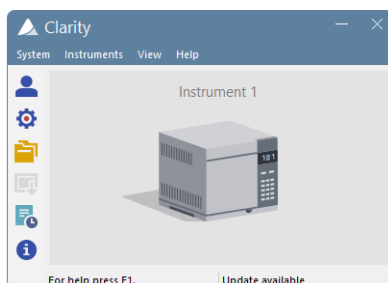 Clarity
System Instruments View Help
Instrument 1
101
For help press F1. Update available